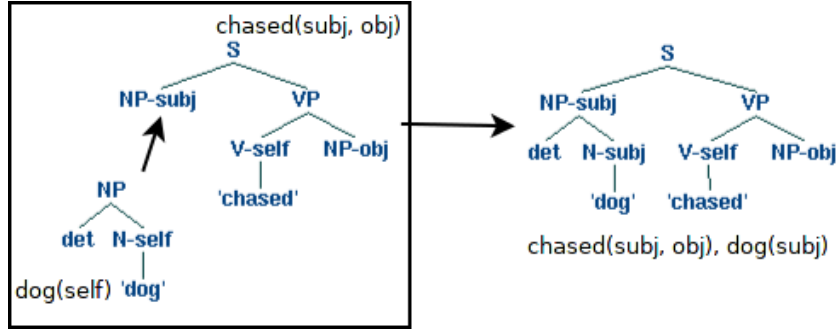 chased(subj, obj)
S
NP-subj VP
V-self NP-obj
'chased'
NP
det N-self
dog(self) 'dog'
S
NP-subj VP
det N-subj V-self NP-obj
'dog' 'chased'
chased(subj, obj), dog(subj)